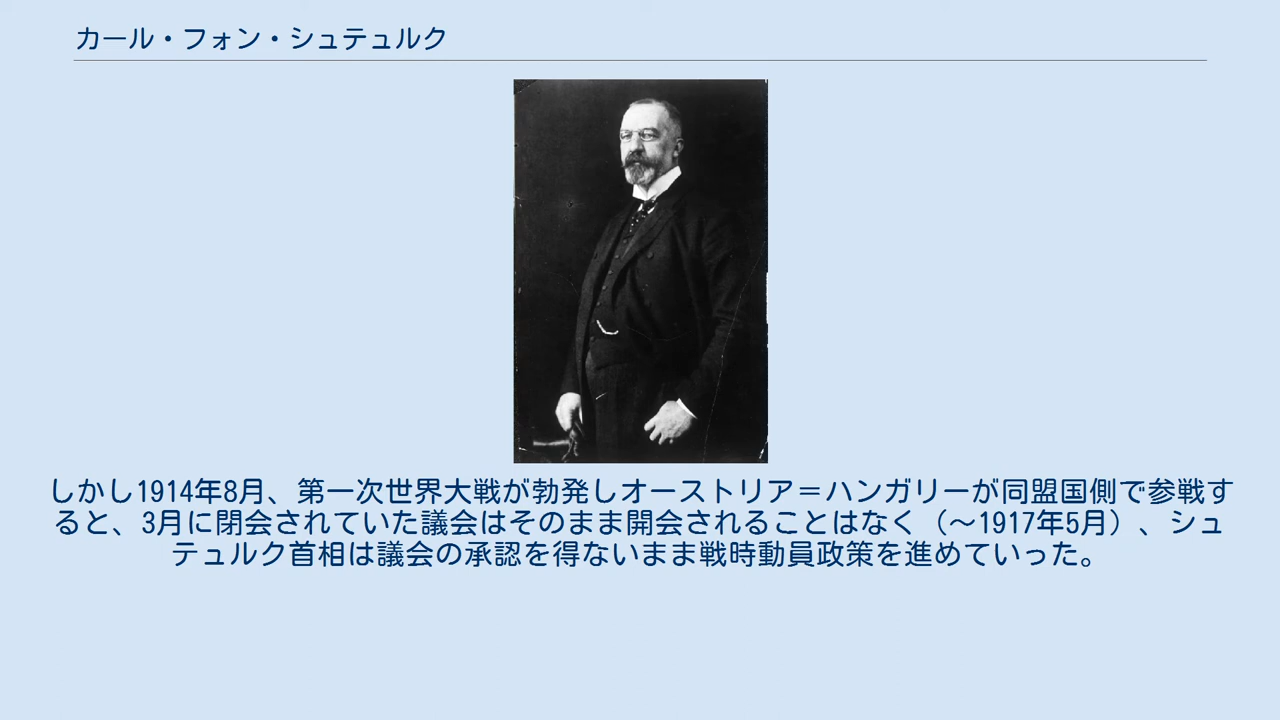 カール・フォン・シュテュルク
しかし1914年8月、第一次世界大戦が勃発しオーストリア＝ハンガリーが同盟国側で参戦す
ると、3月に閉会されていた議会はそのまま開会されることはなく（～1917年5月）、シュ
テュルク首相は議会の承認を得ないまま戦時動員政策を進めていった。